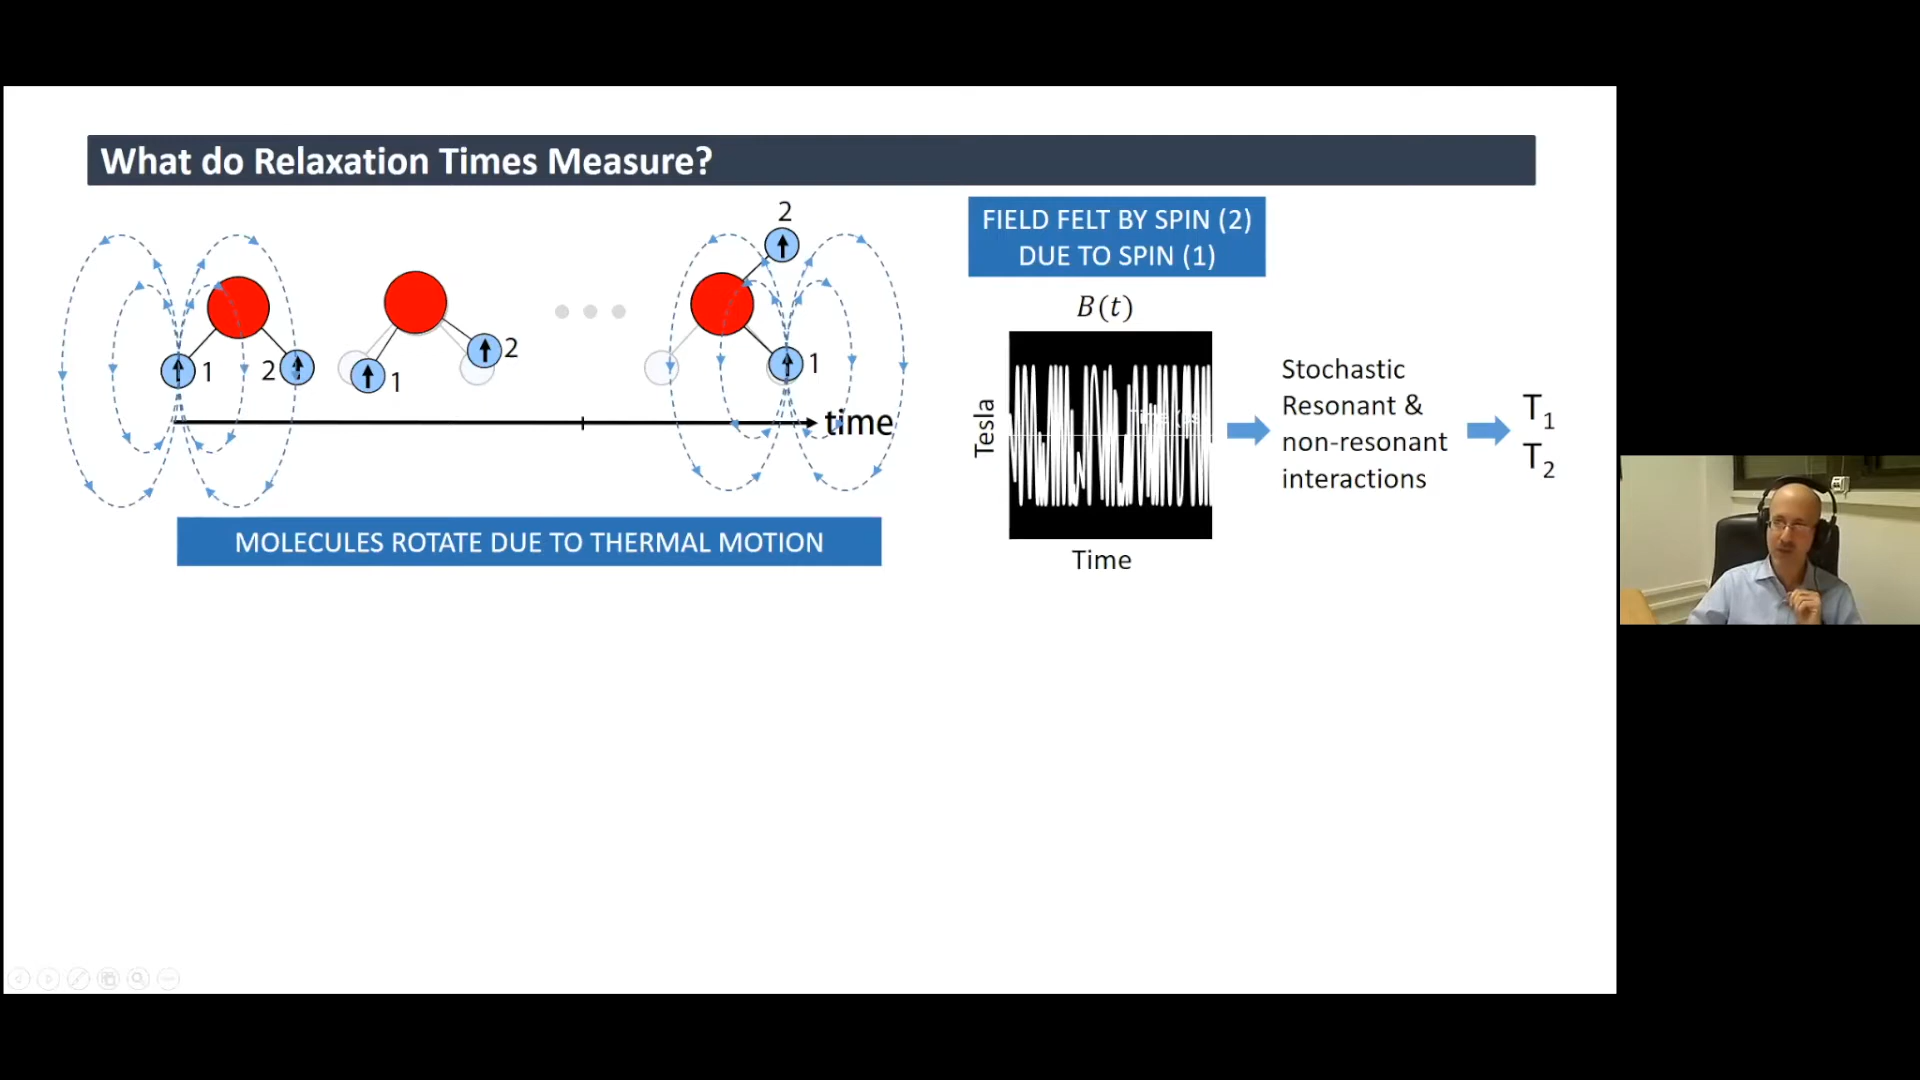 What do Relaxation Times Measure?
2
1
2
1
2
1
time
MOLECULES ROTATE DUE TO THERMAL MOTION
FIELD FELT BY SPIN (2)
DUE TO SPIN (1)
B(t)
Tesla
Time
Stochastic
Resonant &
non-resonant
interactions
T1
T2